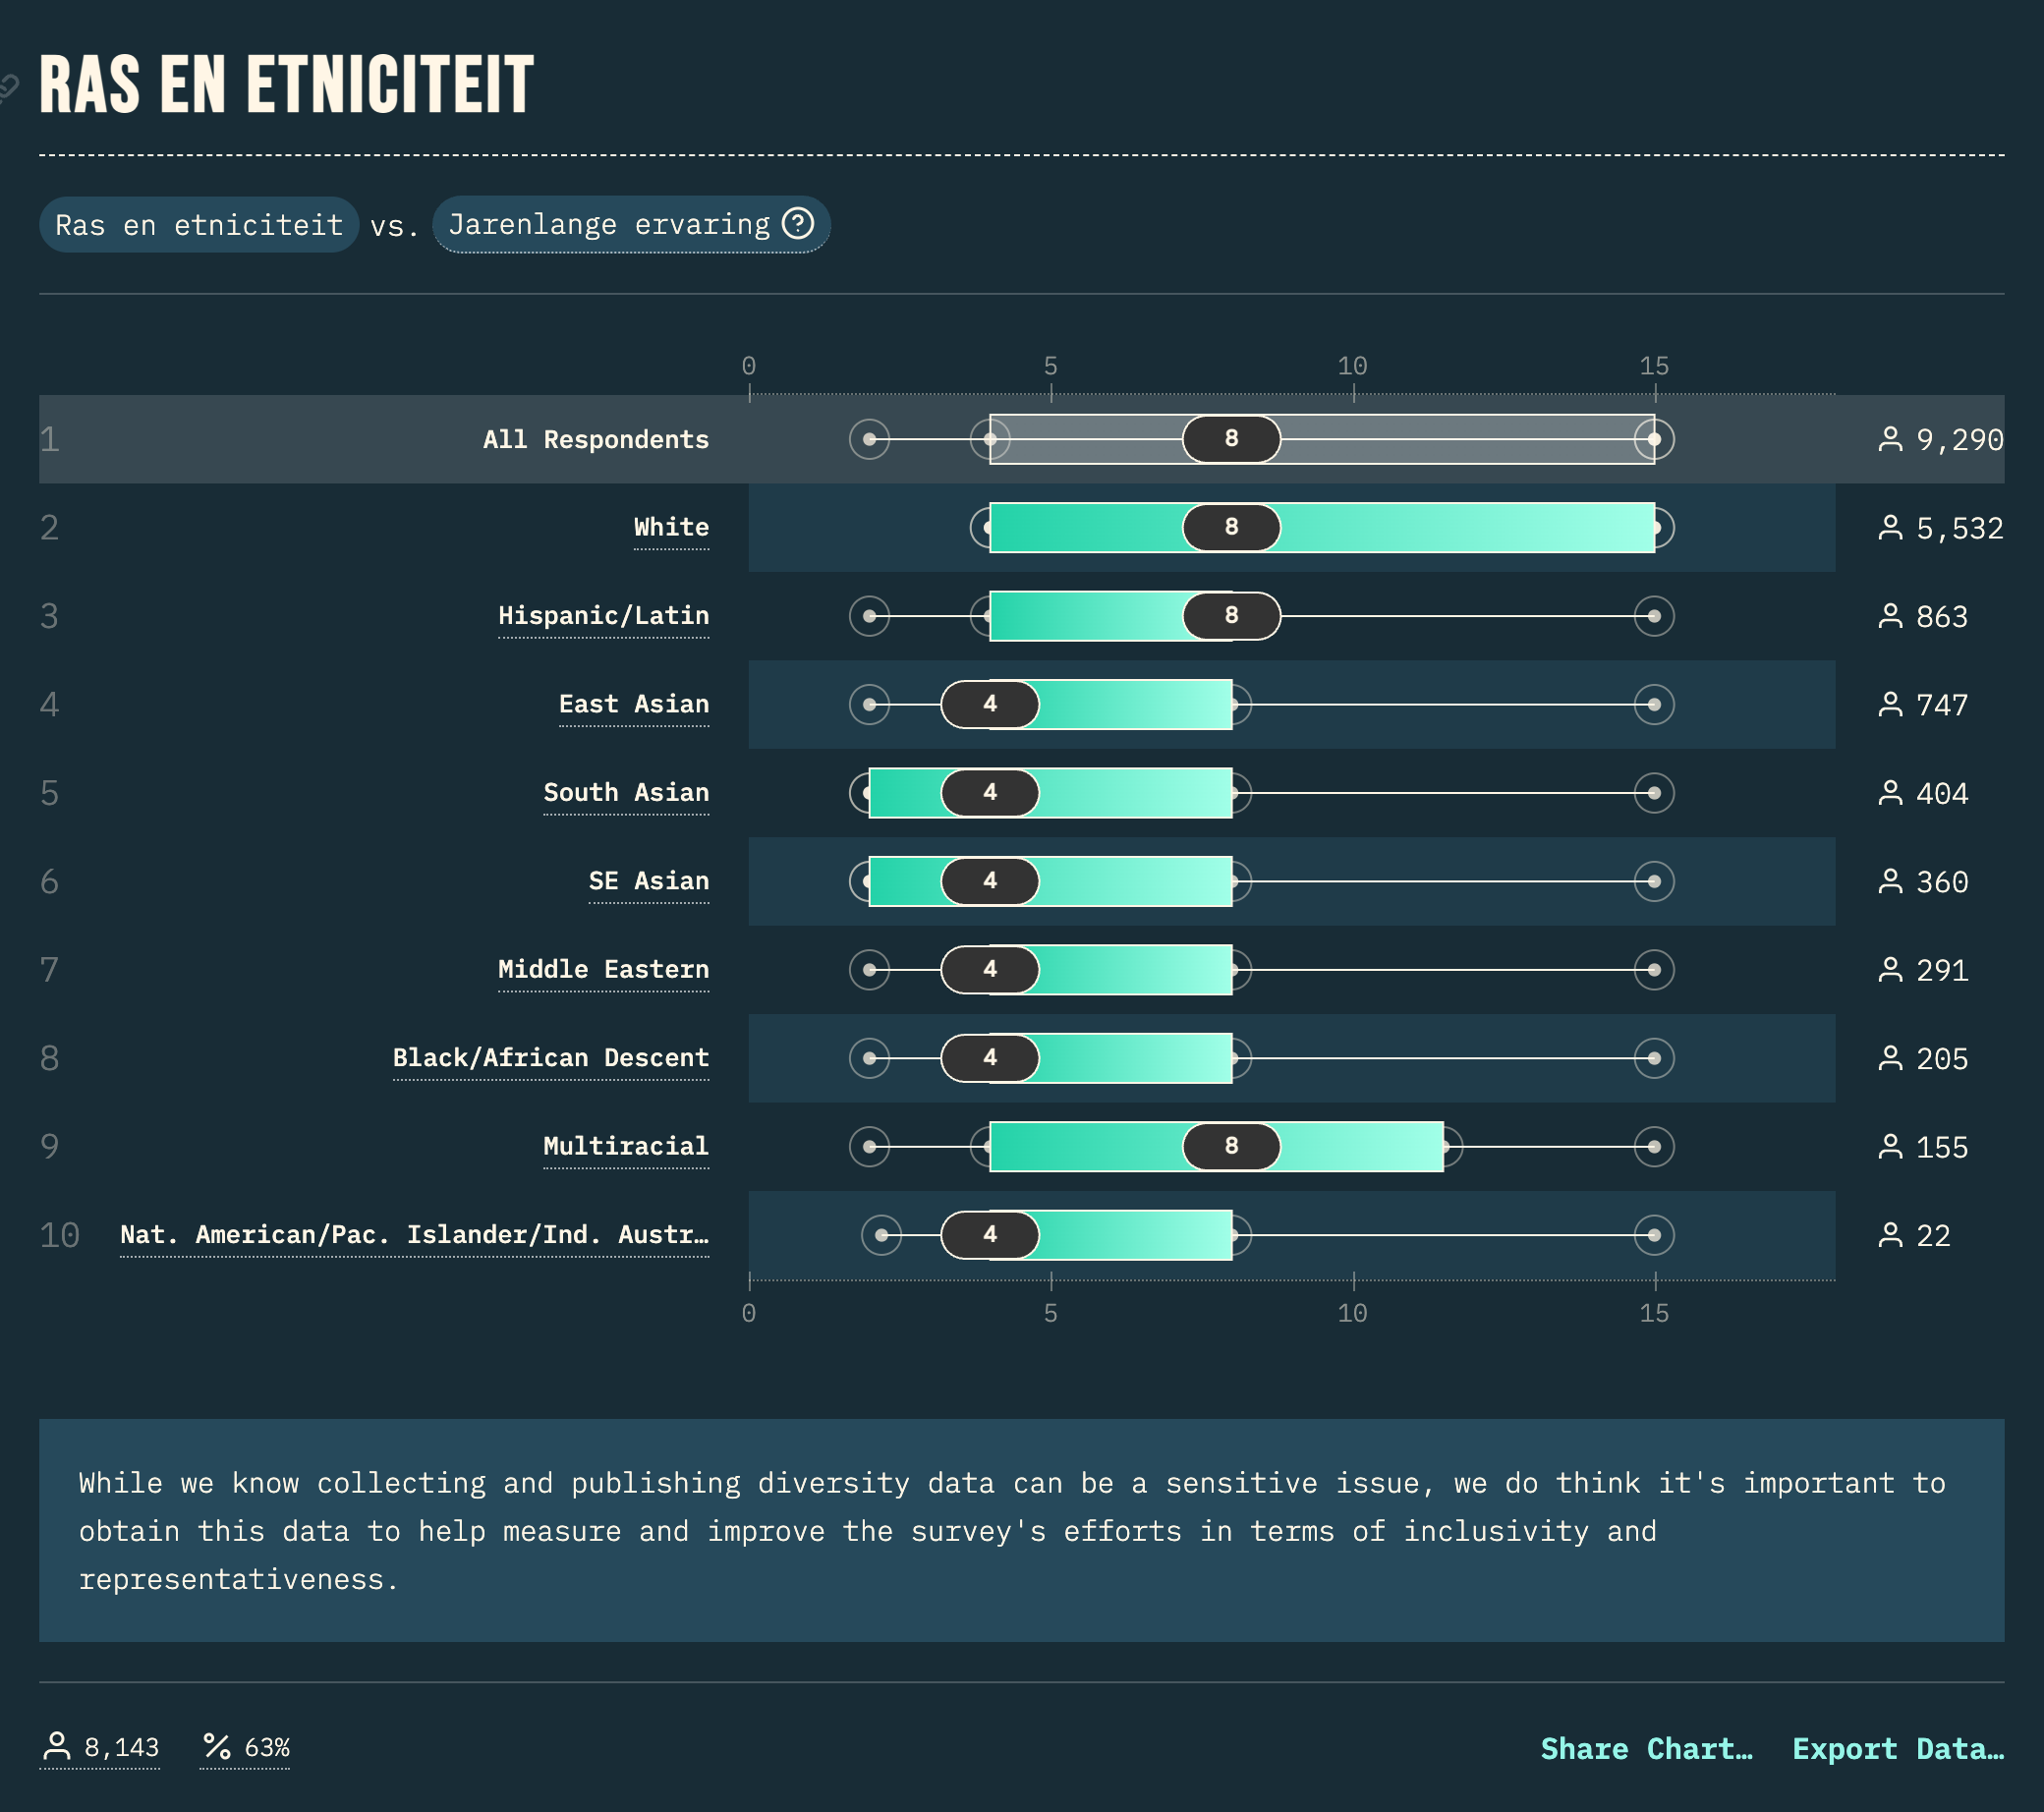 RAS EN ETNICITEIT
Ras en etniciteit vs. Jarenlange ervaring ?
0 5 10 15
1 All Respondents 8 9,290
2 White 8 5,532
3 Hispanic/Latin 8 863
4 East Asian 4 747
5 South Asian 4 404
6 SE Asian 4 360
7 Middle Eastern 4 291
8 Black/African Descent 4 205
9 Multiracial 8 155
10 Nat. American/Pac. Islander/Ind. Austr… 4 22
0 5 10 15
While we know collecting and publishing diversity data can be a sensitive issue, we do think it's important to
obtain this data to help measure and improve the survey's efforts in terms of inclusivity and
representativeness.
8,143 % 63% Share Chart… Export Data…